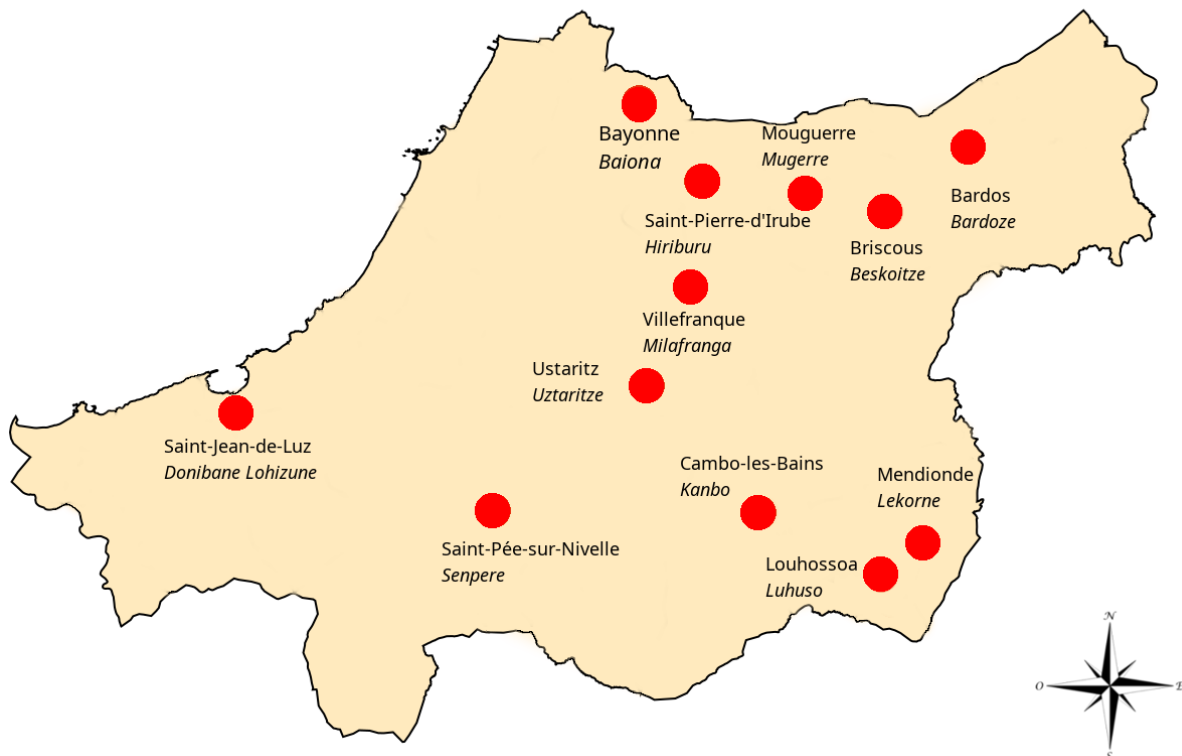 Bayonne
Baiona
Mouguerre
Mugerre
Bardos
Bardoze
Saint-Pierre-d'Irube
Hiriburu
Briscous
Beskoitze
Villefranque
Milafranga
Ustaritz
Uztaritze
Saint-Jean-de-Luz
Donibane Lohizune
Cambo-les-Bains
Kanbo
Mendionde
Lekorne
Saint-Pée-sur-Nivelle
Senpere
Louhossoa
Luhuso
N
O
E
S